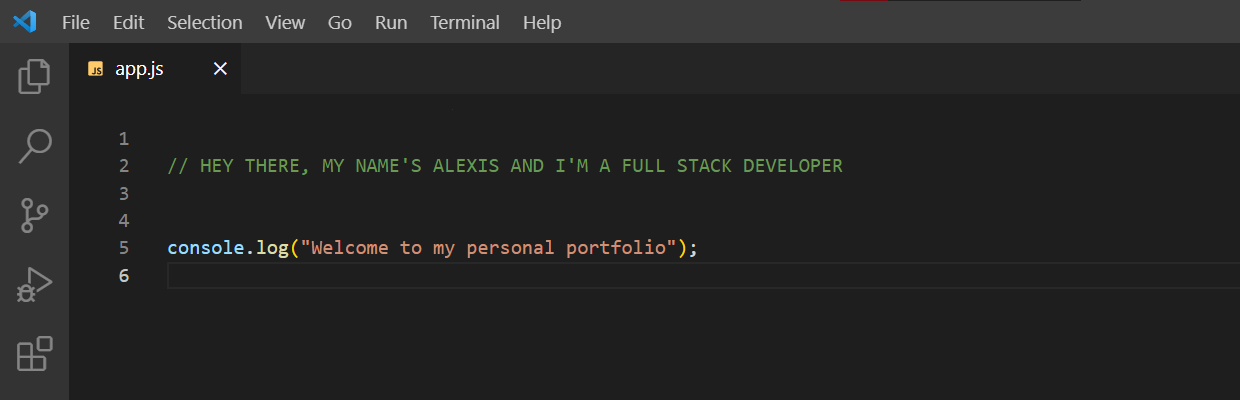 File Edit Selection View Go Run Terminal Help
JS app.js
1
2 // HEY THERE, MY NAME'S ALEXIS AND I'M A FULL STACK DEVELOPER
3
4
5 console.log("Welcome to my personal portfolio");
6